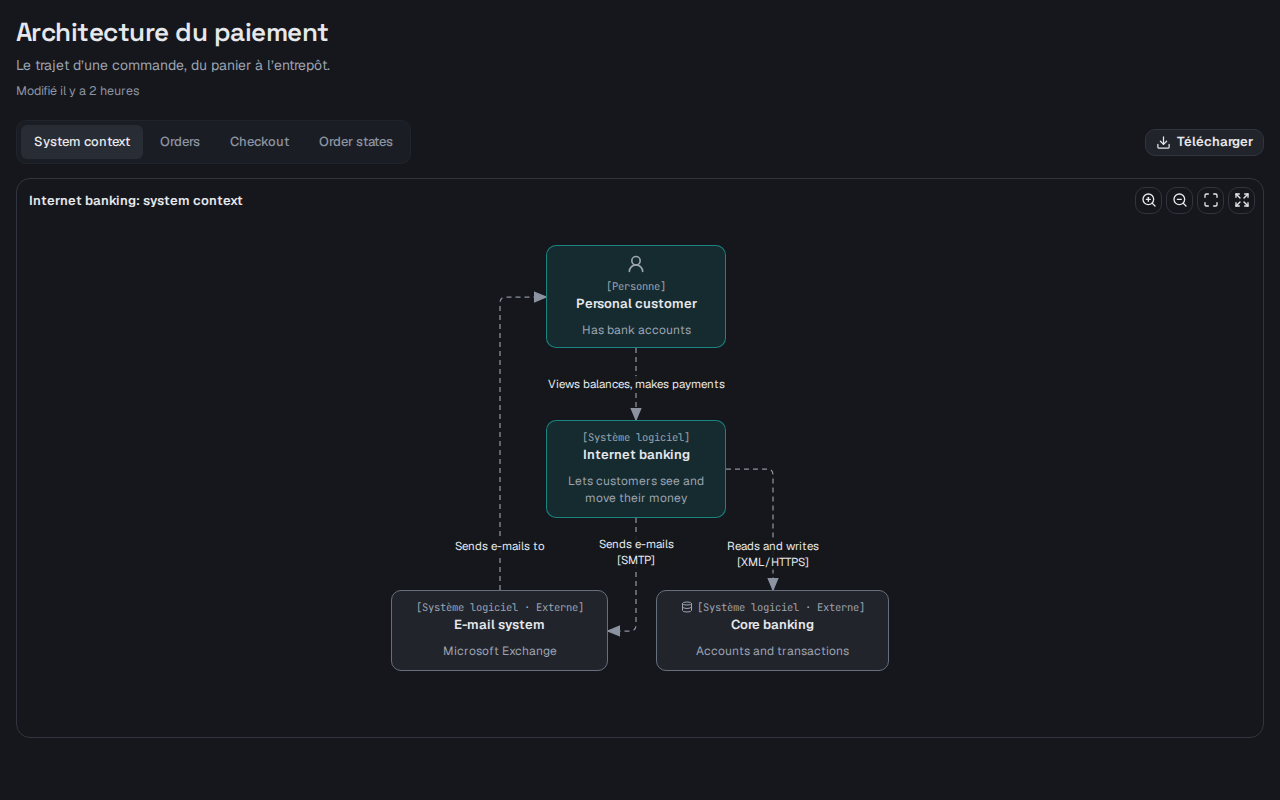 Architecture du paiement
Le trajet d’une commande, du panier à l’entrepôt.
Modifié il y a 2 heures
System context
Orders
Checkout
Order states
Télécharger
Internet banking: system context
[Personne]
Personal customer
Has bank accounts
Views balances, makes payments
[Système logiciel]
Internet banking
Lets customers see and
move their money
Sends e-mails to
Sends e-mails
[SMTP]
Reads and writes
[XML/HTTPS]
[Système logiciel · Externe]
E-mail system
Microsoft Exchange
[Système logiciel · Externe]
Core banking
Accounts and transactions